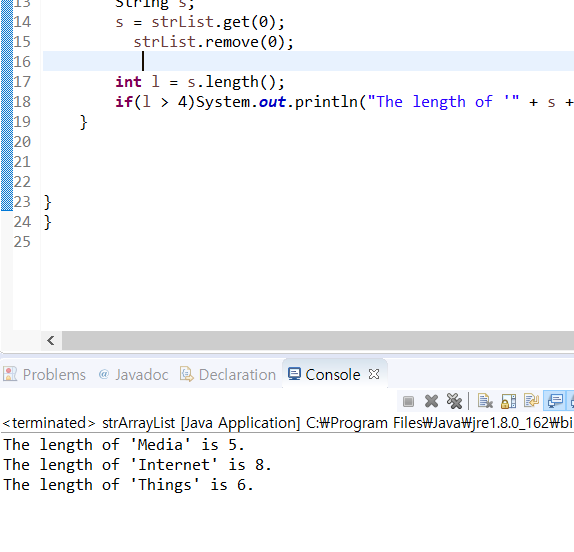 13 String s;
14 s = strList.get(0);
15 strList.remove(0);
16
17 int l = s.length();
18 if(l > 4)System.out.println("The length of '" + s +
19 }
20
21
22
23 }
24 }
25
Problems @ Javadoc Declaration Console
<terminated> strArrayList [Java Application] C:₩Program Files₩Java₩jre1.8.0_162₩bi
The length of 'Media' is 5.
The length of 'Internet' is 8.
The length of 'Things' is 6.